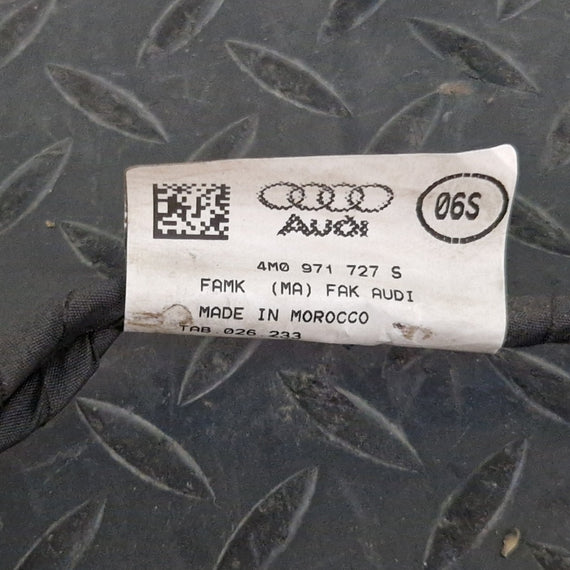 AUDI
06S
4M0 971 727 S
FAMK (MA) FAK AUDI
MADE IN MOROCCO
TAB 026 233